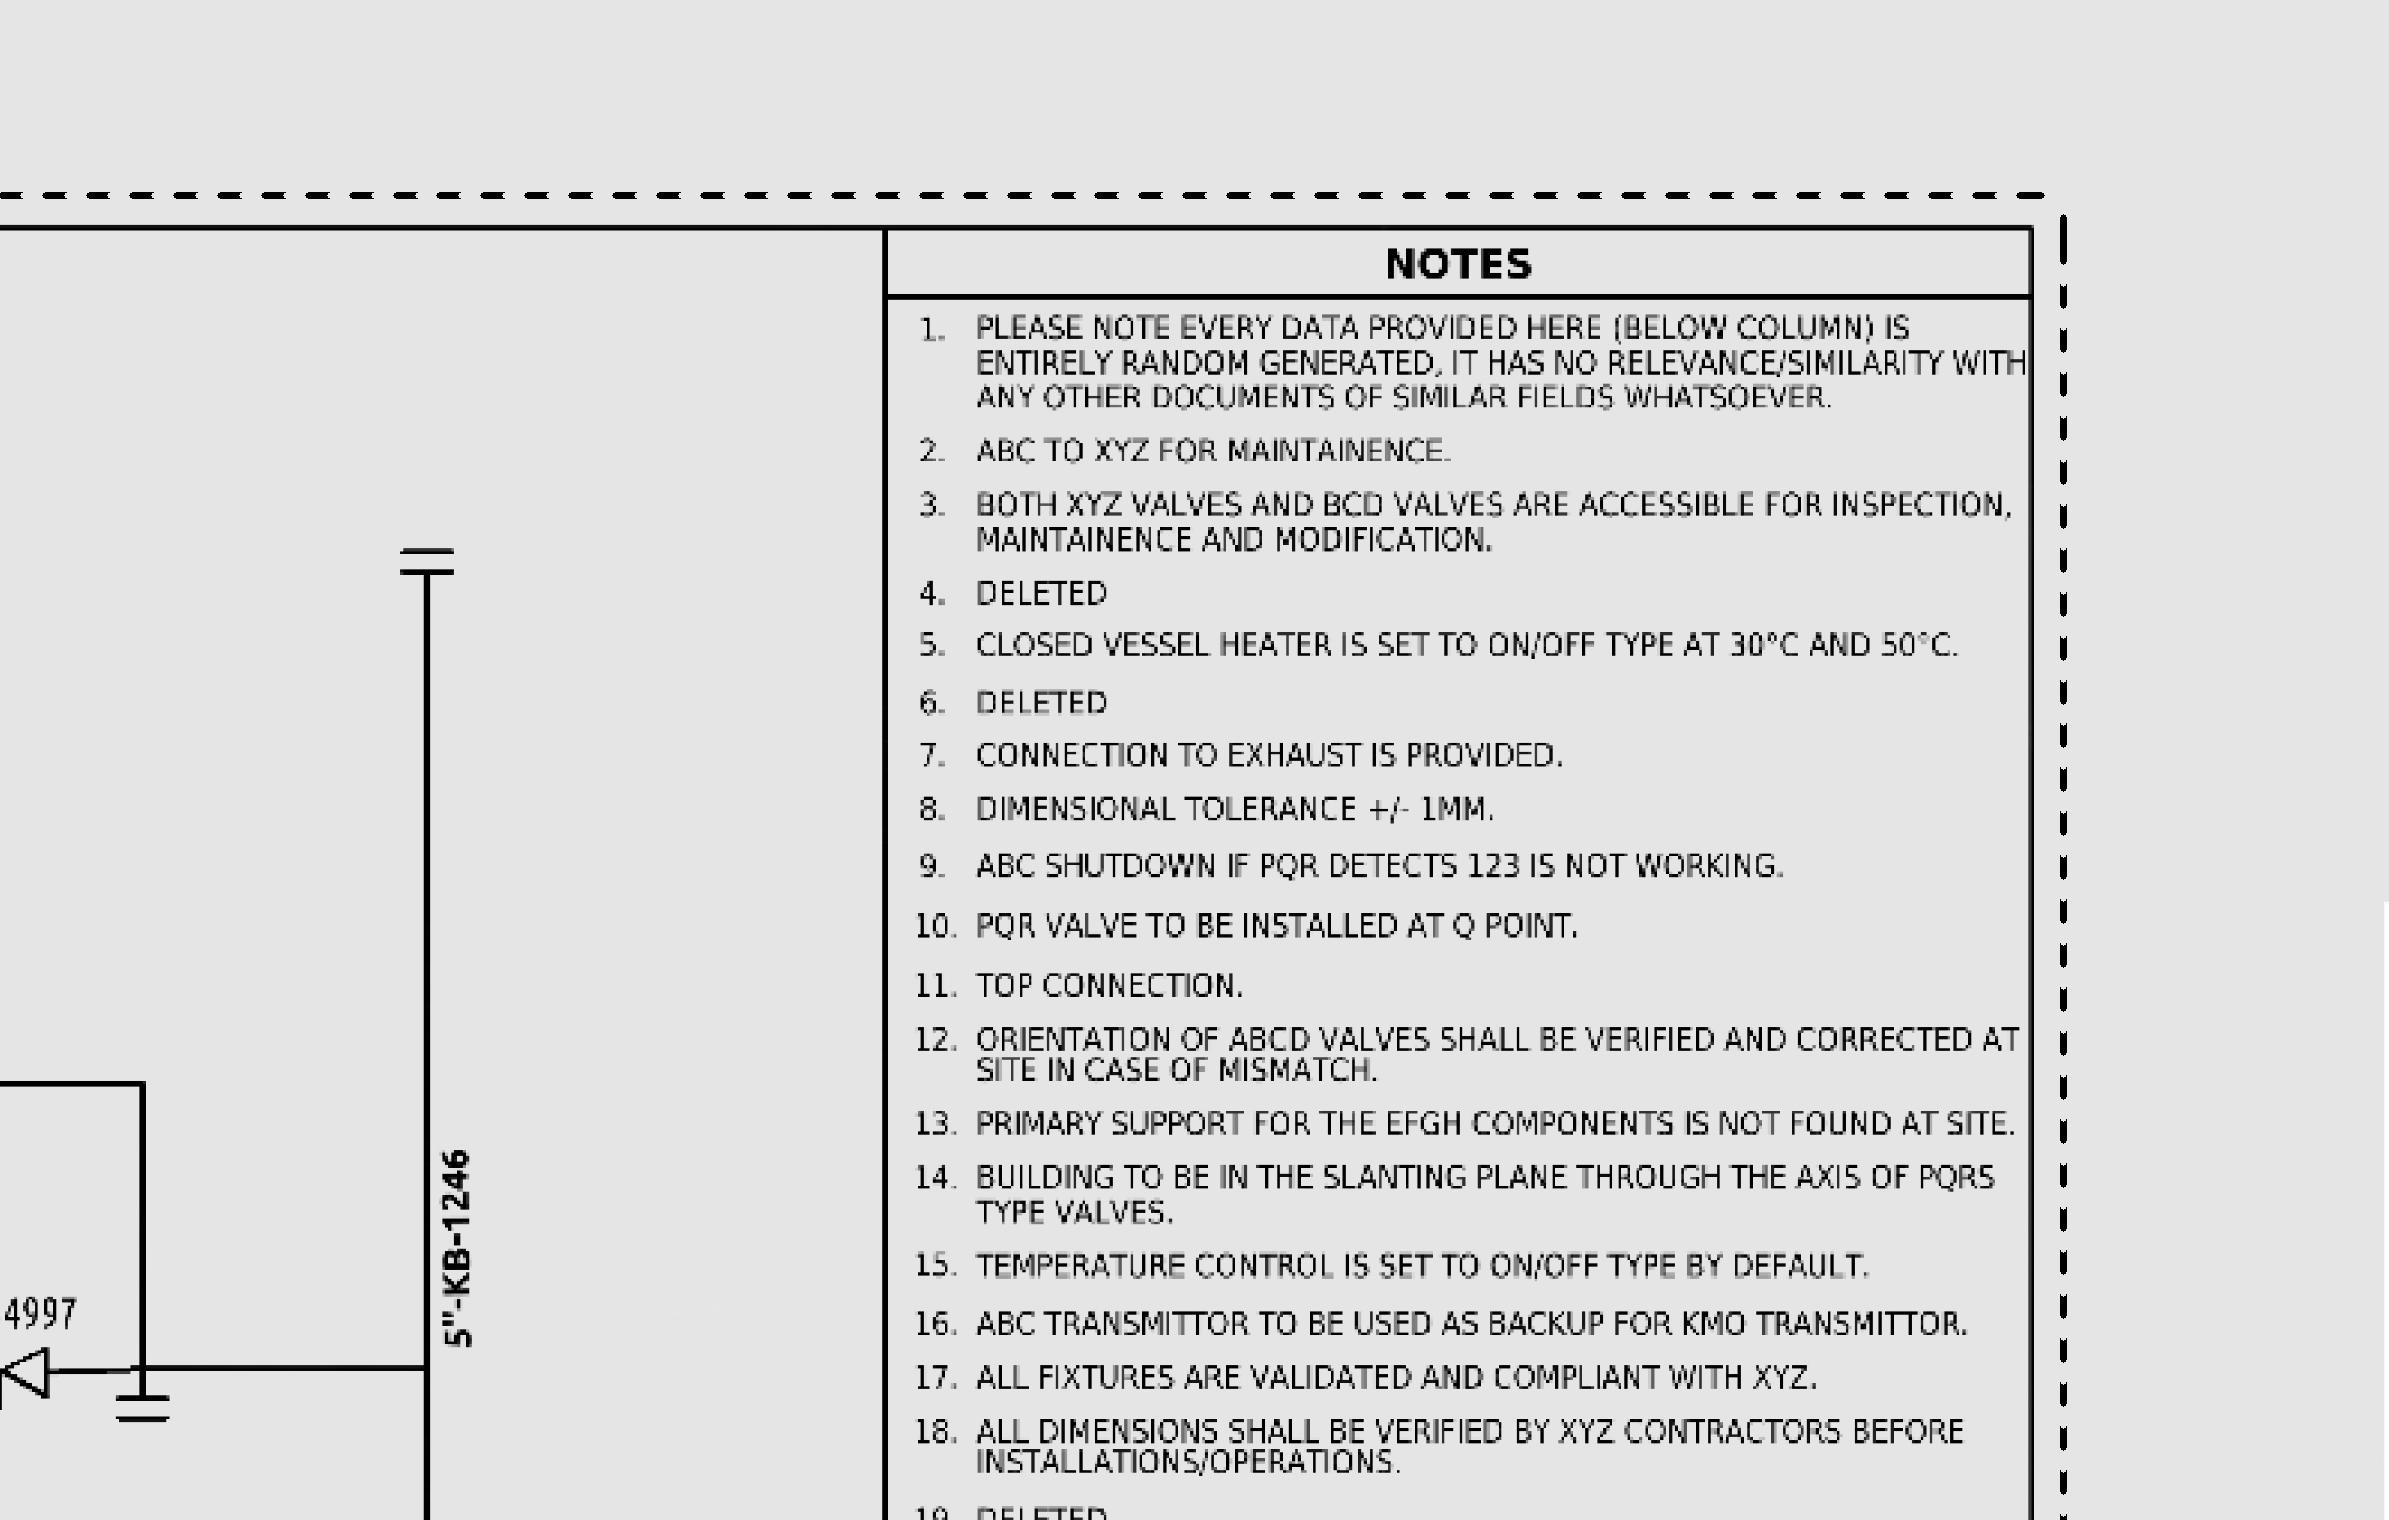 NOTES
1. PLEASE NOTE EVERY DATA PROVIDED HERE (BELOW COLUMN) IS
ENTIRELY RANDOM GENERATED, IT HAS NO RELEVANCE/SIMILARITY WITH
ANY OTHER DOCUMENTS OF SIMILAR FIELDS WHATSOEVER.
2. ABC TO XYZ FOR MAINTAINENCE.
3. BOTH XYZ VALVES AND BCD VALVES ARE ACCESSIBLE FOR INSPECTION,
MAINTAINENCE AND MODIFICATION.
4. DELETED
5. CLOSED VESSEL HEATER IS SET TO ON/OFF TYPE AT 30°C AND 50°C.
6. DELETED
7. CONNECTION TO EXHAUST IS PROVIDED.
8. DIMENSIONAL TOLERANCE +/- 1MM.
9. ABC SHUTDOWN IF PQR DETECTS 123 IS NOT WORKING.
10. PQR VALVE TO BE INSTALLED AT Q POINT.
11. TOP CONNECTION.
12. ORIENTATION OF ABCD VALVES SHALL BE VERIFIED AND CORRECTED AT
SITE IN CASE OF MISMATCH.
13. PRIMARY SUPPORT FOR THE EFGH COMPONENTS IS NOT FOUND AT SITE.
14. BUILDING TO BE IN THE SLANTING PLANE THROUGH THE AXIS OF PQRS
TYPE VALVES.
15. TEMPERATURE CONTROL IS SET TO ON/OFF TYPE BY DEFAULT.
16. ABC TRANSMITTOR TO BE USED AS BACKUP FOR KMO TRANSMITTOR.
17. ALL FIXTURES ARE VALIDATED AND COMPLIANT WITH XYZ.
18. ALL DIMENSIONS SHALL BE VERIFIED BY XYZ CONTRACTORS BEFORE
INSTALLATIONS/OPERATIONS.
19. DELETED
5"-KB-1246
4997